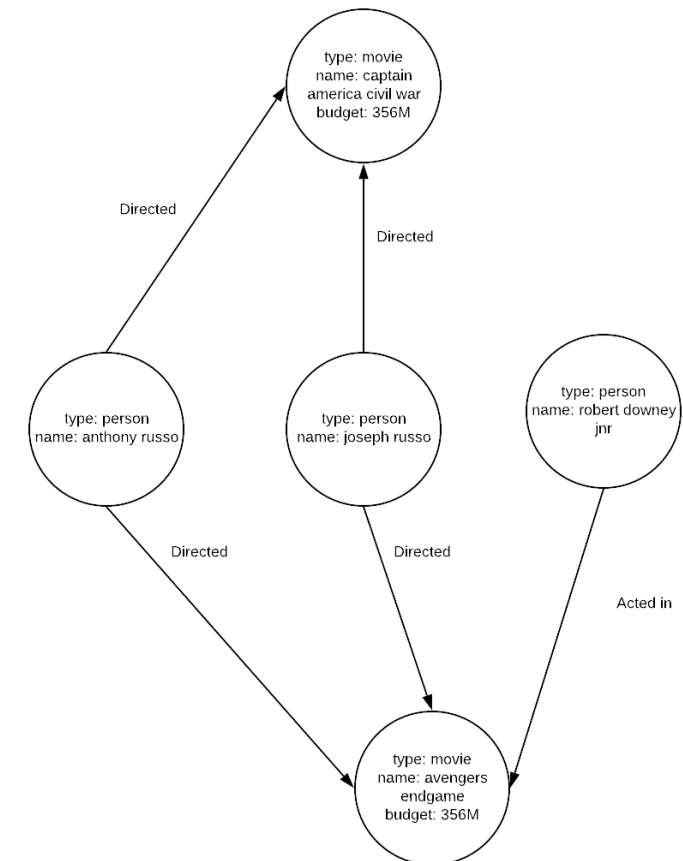 type: movie
name: captain
america civil war
budget: 356M
Directed
Directed
type: person
name: anthony russo
type: person
name: joseph russo
type: person
name: robert downey
jnr
Directed
Directed
Acted in
type: movie
name: avengers
endgame
budget: 356M